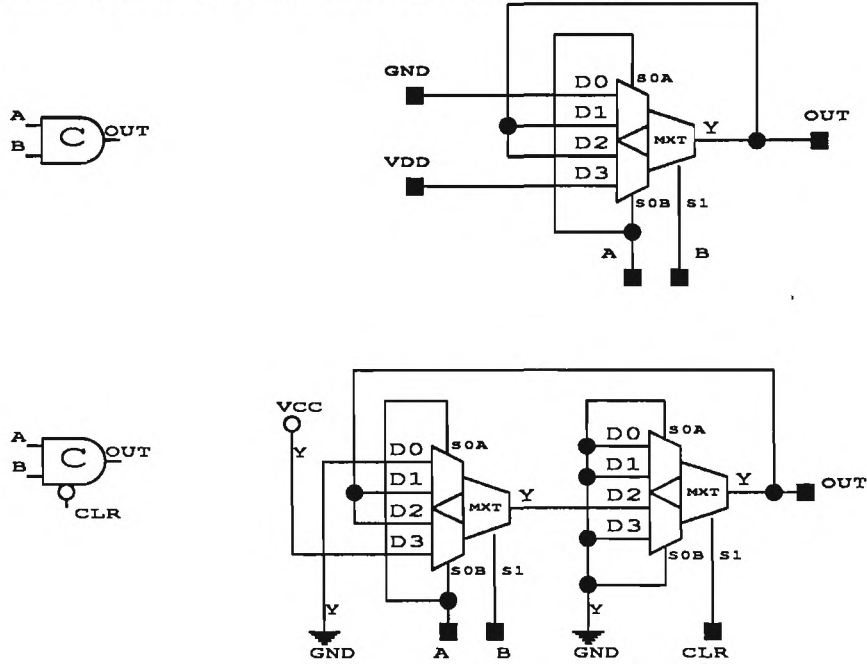 A
B
C
OUT
GND
VDD
D0
D1
D2
D3
S0A
MXT
Y
S0B
S1
A
B
OUT
A
B
C
OUT
CLR
VCC
Y
D0
D1
D2
D3
S0A
MXT
Y
S0B
S1
Y
GND
A
B
D0
D1
D2
D3
S0A
MXT
Y
S0B
S1
OUT
Y
GND
CLR